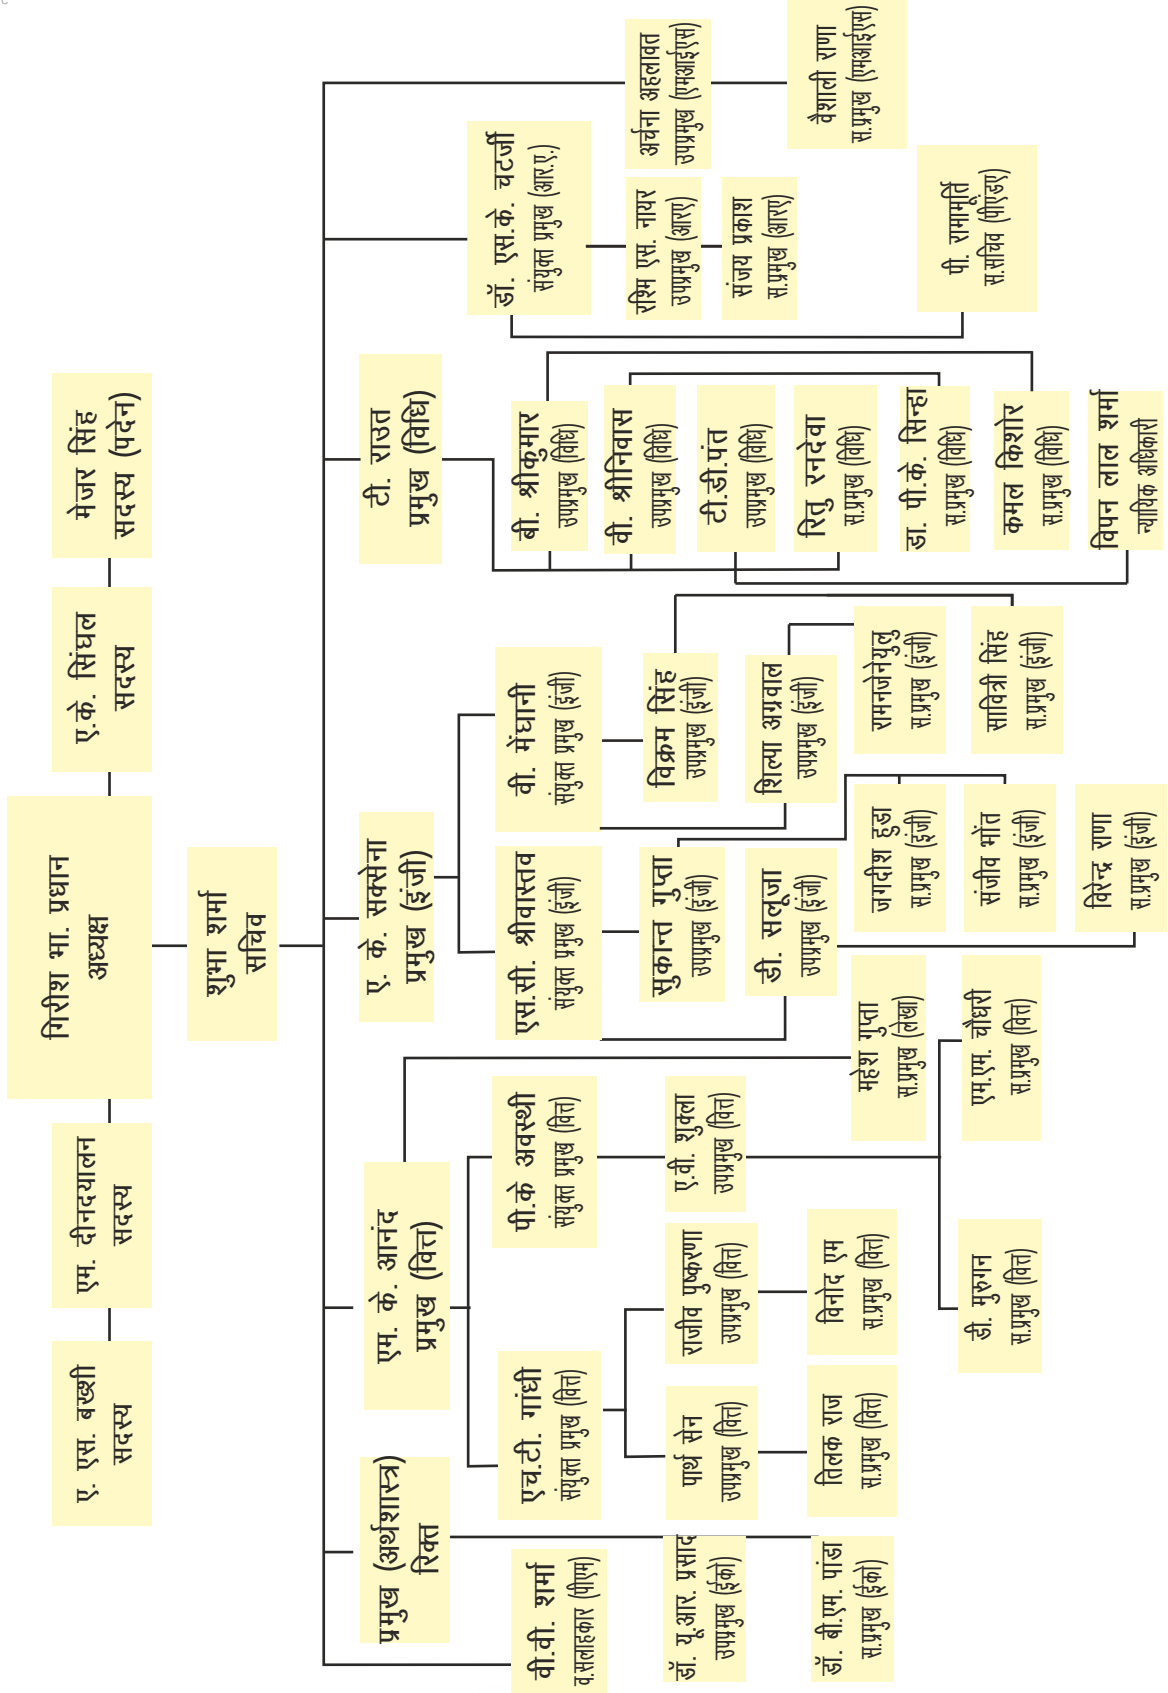 ए. एस. बख्शी
सदस्य
एम. दीनदयालन
सदस्य
गिरीश भा. प्रधान
अध्यक्ष
ए.के. सिंघल
सदस्य
मेजर सिंह
सदस्य (पदेन)
शुभा शर्मा
सचिव
प्रमुख (अर्थशास्त्र)
रिक्त
एम. के. आनंद
प्रमुख (वित्त)
ए. के. सक्सेना
प्रमुख (इंजी)
टी. राउत
प्रमुख (विधि)
डॉ. एस.के. चटर्जी
संयुक्त प्रमुख (आर.ए.)
अर्चना अहलावत
उपप्रमुख (एमआईएस)
वैशाली राणा
स.प्रमुख (एमआईएस)
वी.वी. शर्मा
व.सलाहकार (पीएम)
एच.टी. गांधी
संयुक्त प्रमुख (वित्त)
पी.के अवस्थी
संयुक्त प्रमुख (वित्त)
एस.सी. श्रीवास्तव
संयुक्त प्रमुख (इंजी)
वी. मेंघानी
संयुक्त प्रमुख (इंजी)
बी. श्रीकुमार
उपप्रमुख (विधि)
वी. श्रीनिवास
उपप्रमुख (विधि)
टी.डी.पंत
उपप्रमुख (विधि)
रितु रनदेवा
स.प्रमुख (विधि)
डा. पी.के. सिन्हा
स.प्रमुख (विधि)
कमल किशोर
स.प्रमुख (विधि)
विपन लाल शर्मा
न्यायिक अधिकारी
रश्मि एस. नायर
उपप्रमुख (आरए)
संजय प्रकाश
स.प्रमुख (आरए)
पी. रामामूर्ति
स.सचिव (पीएंडए)
डॉ. यू.आर. प्रसाद
उपप्रमुख (ईको)
डॉ. बी.एम. पांडा
स.प्रमुख (ईको)
पार्थ सेन
उपप्रमुख (वित्त)
राजीव पुष्करणा
उपप्रमुख (वित्त)
ए.वी. शुक्ला
उपप्रमुख (वित्त)
सुकान्त गुप्ता
उपप्रमुख (इंजी)
डी. सलूजा
उपप्रमुख (इंजी)
विक्रम सिंह
उपप्रमुख (इंजी)
शिल्पा अग्रवाल
उपप्रमुख (इंजी)
तिलक राज
स.प्रमुख (वित्त)
विनोद एम
स.प्रमुख (वित्त)
महेश गुप्ता
स.प्रमुख (लेखा)
डी. मुरुगन
स.प्रमुख (वित्त)
एम.एम. चौधरी
स.प्रमुख (वित्त)
जगदीश हुडा
स.प्रमुख (इंजी)
संजीव भोंत
स.प्रमुख (इंजी)
विरेन्द्र राणा
स.प्रमुख (इंजी)
रामनजनेयुलु
स.प्रमुख (इंजी)
सावित्री सिंह
स.प्रमुख (इंजी)